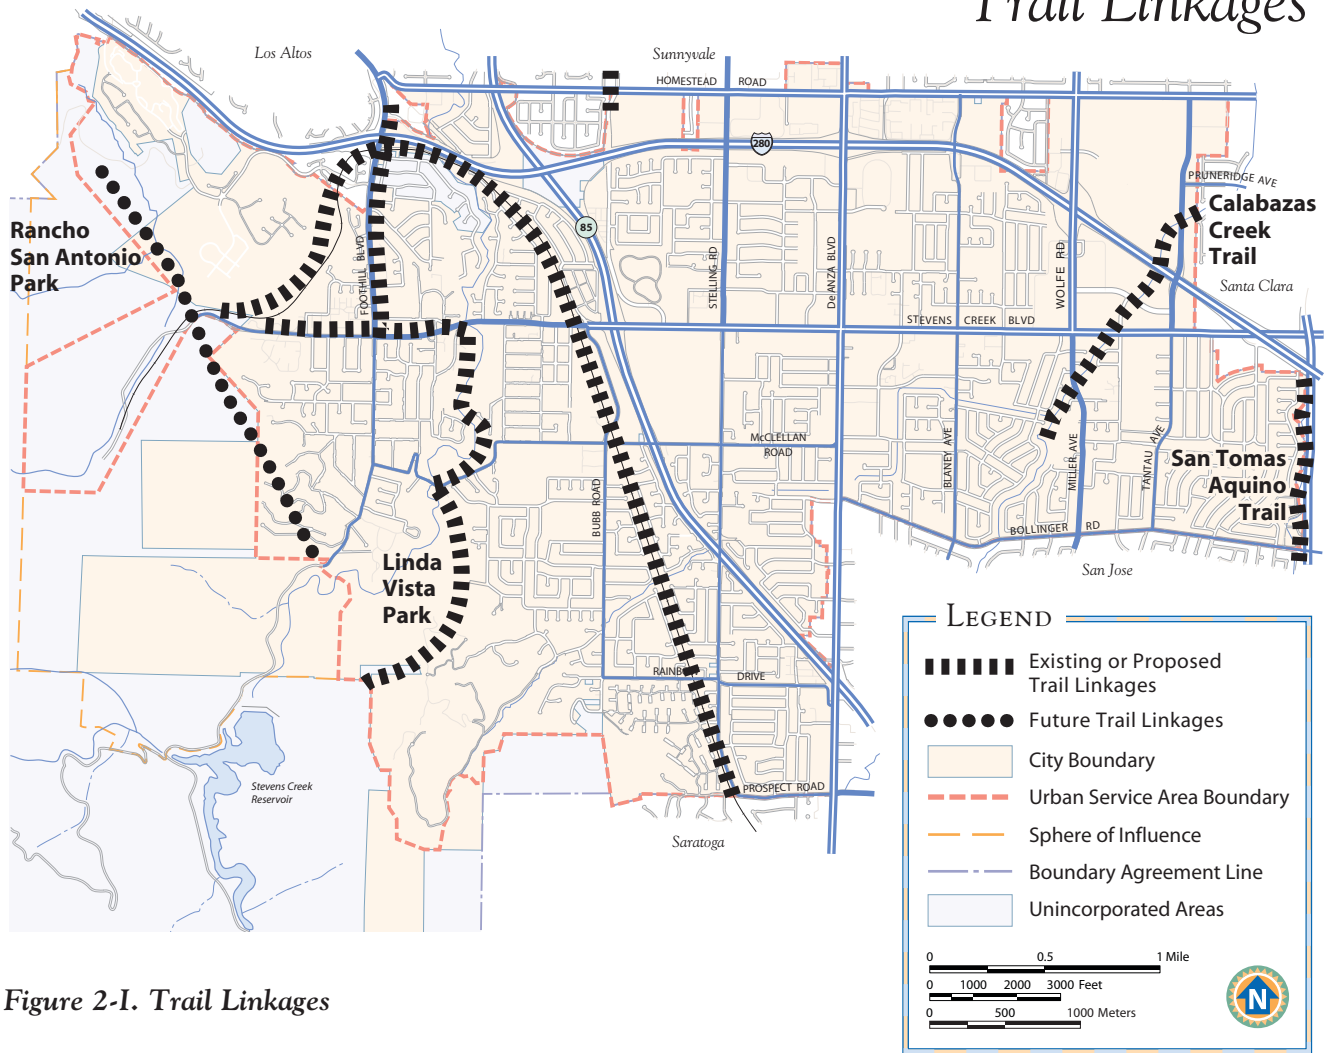 Trail Linkages
Los Altos
Sunnyvale
HOMESTEAD ROAD
280
PRUNERIDGE AVE
Calabazas
Creek
Trail
85
Rancho
San Antonio
Park
FOOTHILL BLVD
STELLING RD
DeANZA BLVD
WOLFE RD
Santa Clara
STEVENS CREEK BLVD
McCLELLAN
ROAD
BLANEY AVE
MILLER AVE
TANTAU AVE
San Tomas
Aquino
Trail
BUBB ROAD
BOLLINGER RD
San Jose
Linda
Vista
Park
RAINBOW DRIVE
Stevens Creek
Reservoir
PROSPECT ROAD
Saratoga
LEGEND
Existing or Proposed
Trail Linkages
Future Trail Linkages
City Boundary
Urban Service Area Boundary
Sphere of Influence
Boundary Agreement Line
Unincorporated Areas
0 0.5 1 Mile
0 1000 2000 3000 Feet
0 500 1000 Meters
N
Figure 2-I. Trail Linkages